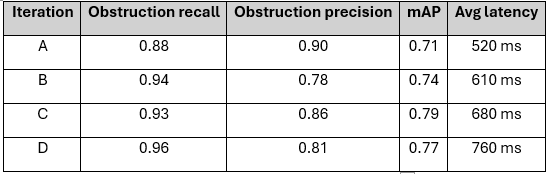 Iteration Obstruction recall Obstruction precision mAP Avg latency
A 0.88 0.90 0.71 520 ms
B 0.94 0.78 0.74 610 ms
C 0.93 0.86 0.79 680 ms
D 0.96 0.81 0.77 760 ms